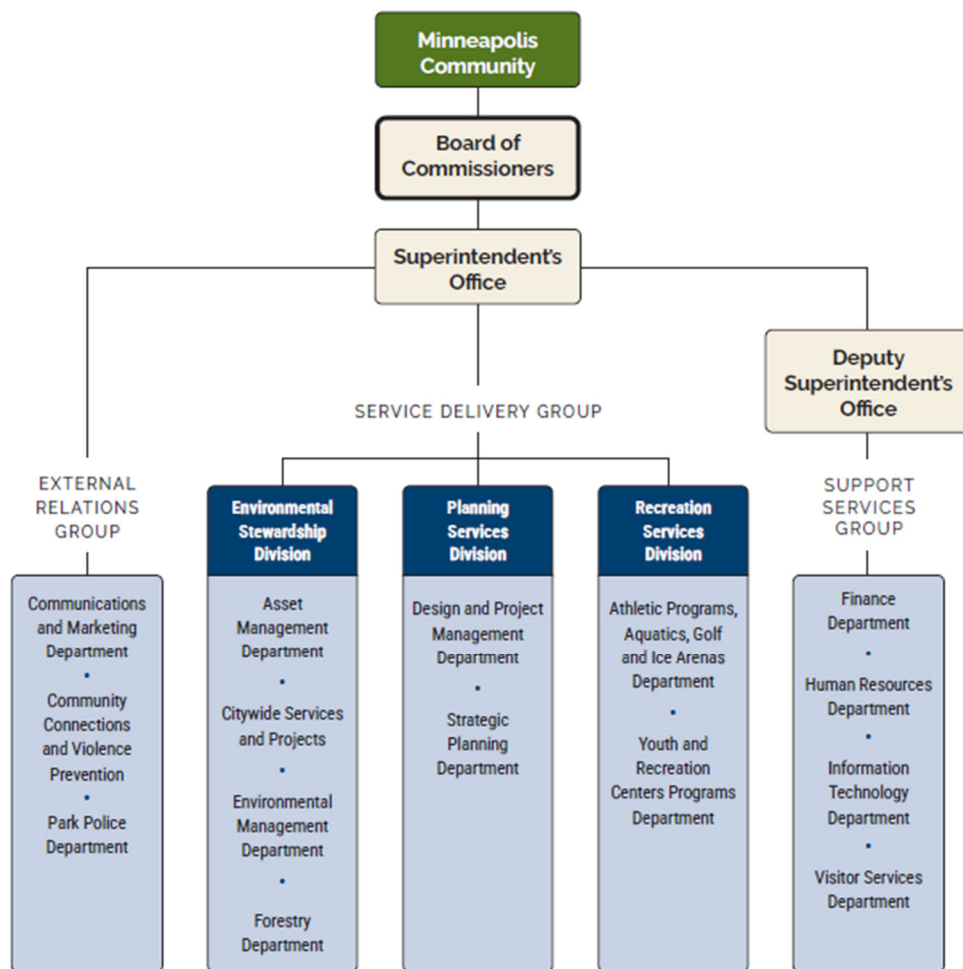 Minneapolis
Community
Board of
Commissioners
Superintendent's
Office
Deputy
Superintendent's
Office
SERVICE DELIVERY GROUP
EXTERNAL
RELATIONS
GROUP
Communications
and Marketing
Department
•
Community
Connections
and Violence
Prevention
•
Park Police
Department
Environmental
Stewardship
Division
Asset
Management
Department
•
Citywide Services
and Projects
•
Environmental
Management
Department
•
Forestry
Department
Planning
Services
Division
Design and Project
Management
Department
•
Strategic
Planning
Department
Recreation
Services
Division
Athletic Programs,
Aquatics, Golf
and Ice Arenas
Department
•
Youth and
Recreation
Centers Programs
Department
SUPPORT
SERVICES
GROUP
Finance
Department
•
Human Resources
Department
•
Information
Technology
Department
•
Visitor Services
Department